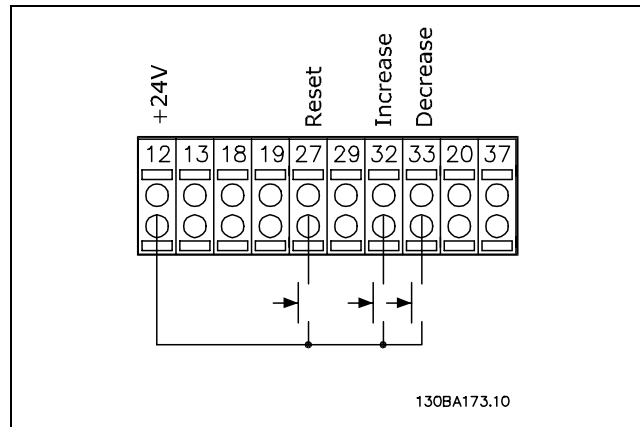 +24V
Reset
Increase
Decrease
12 13 18 19 27 29 32 33 20 37
130BA173.10